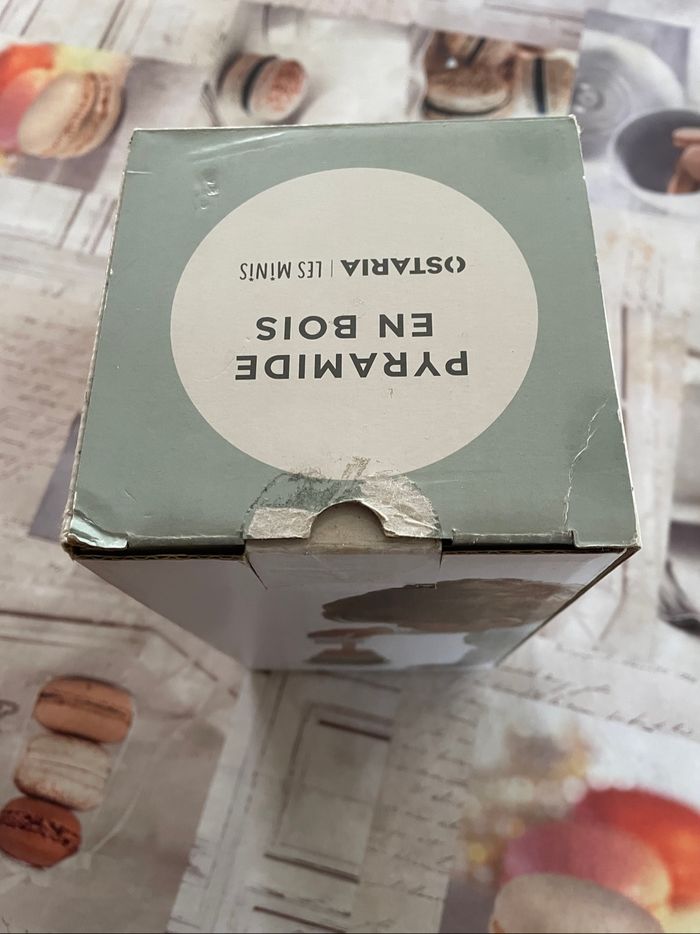 PYRAMIDE
EN BOIS
OSTARIA | LES MiNiS